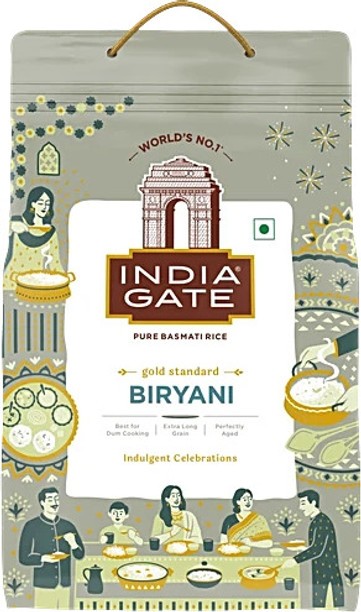 WORLD'S NO.1*
INDIA®
GATE
PURE BASMATI RICE
gold standard
BIRYANI
Best for Extra Long Perfectly
Dum Cooking Grain Aged
Indulgent Celebrations